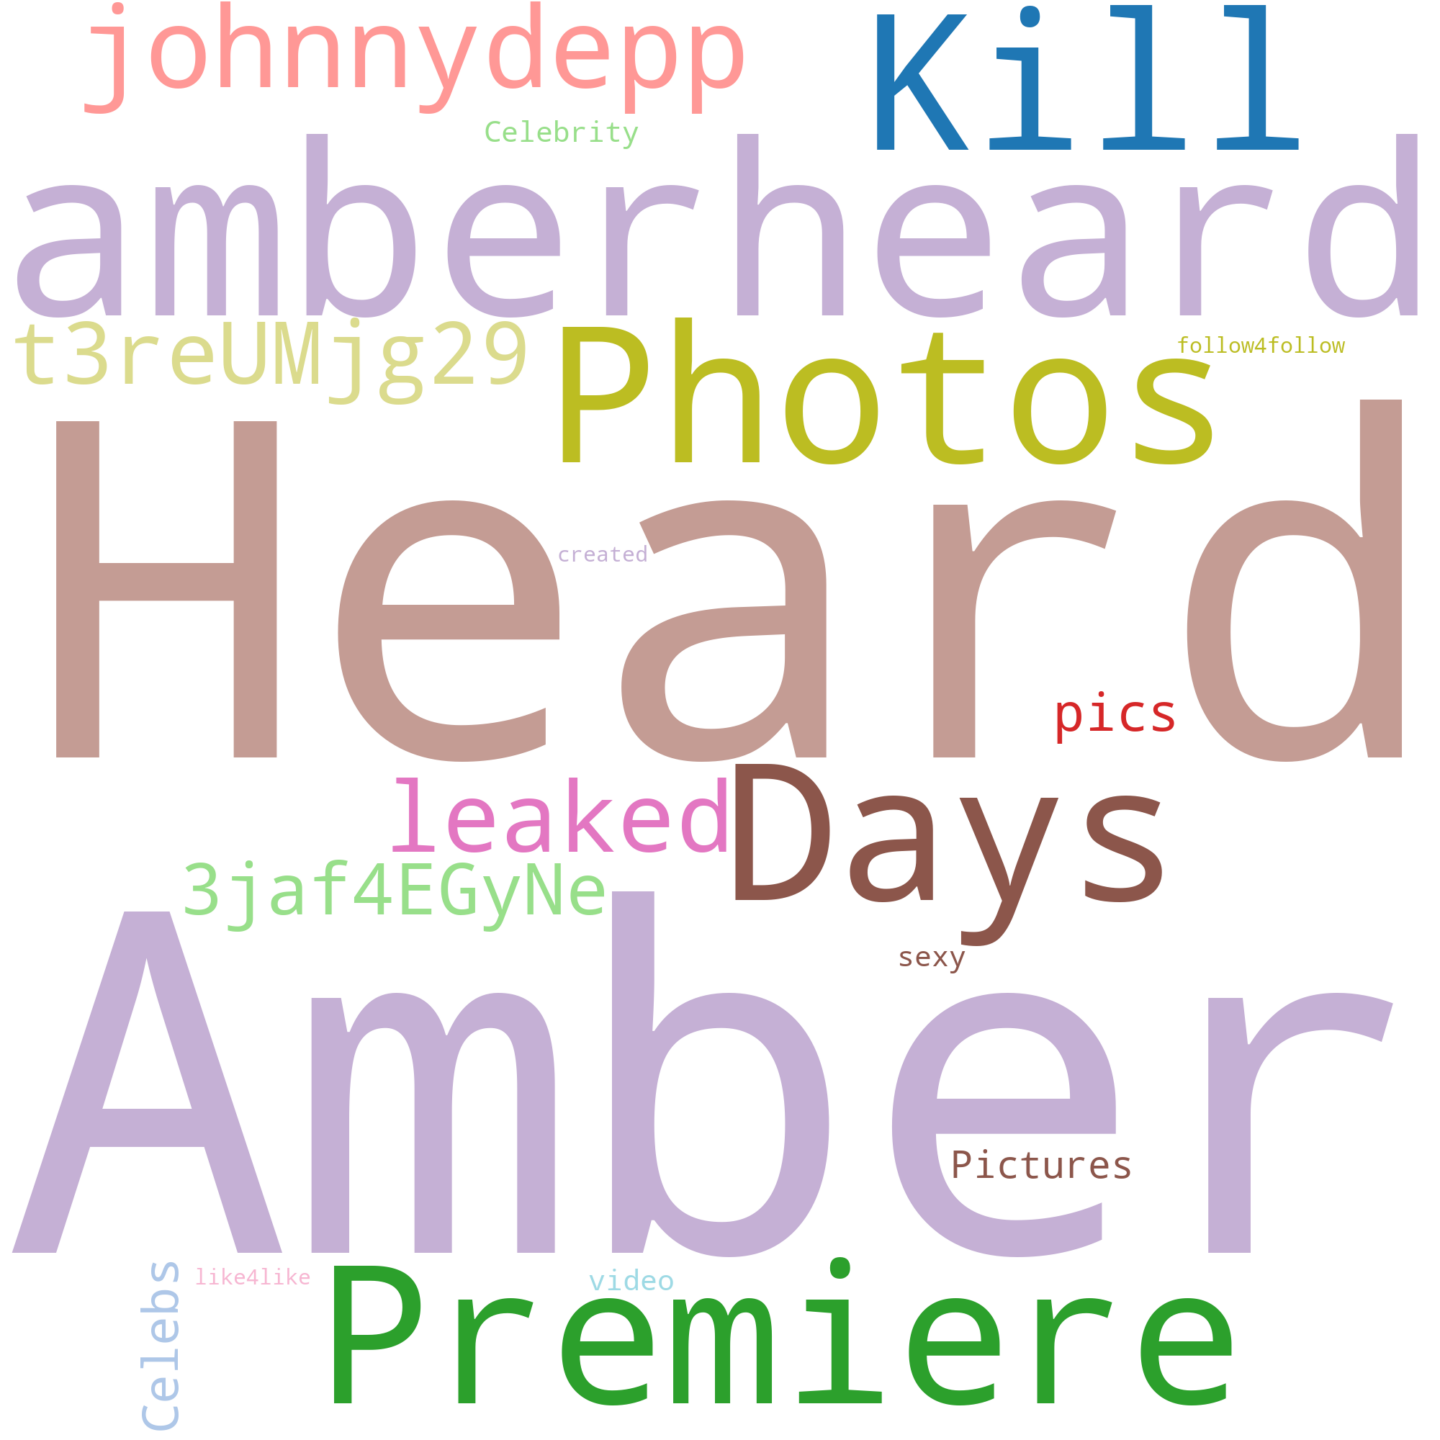 johnnydepp
Kill
Celebrity
amberheard
t3reUMjg29
Photos
follow4follow
Heard
created
pics
leaked
Days
3jaf4EGyNe
sexy
Amber
Pictures
Celebs
like4like
video
Premiere